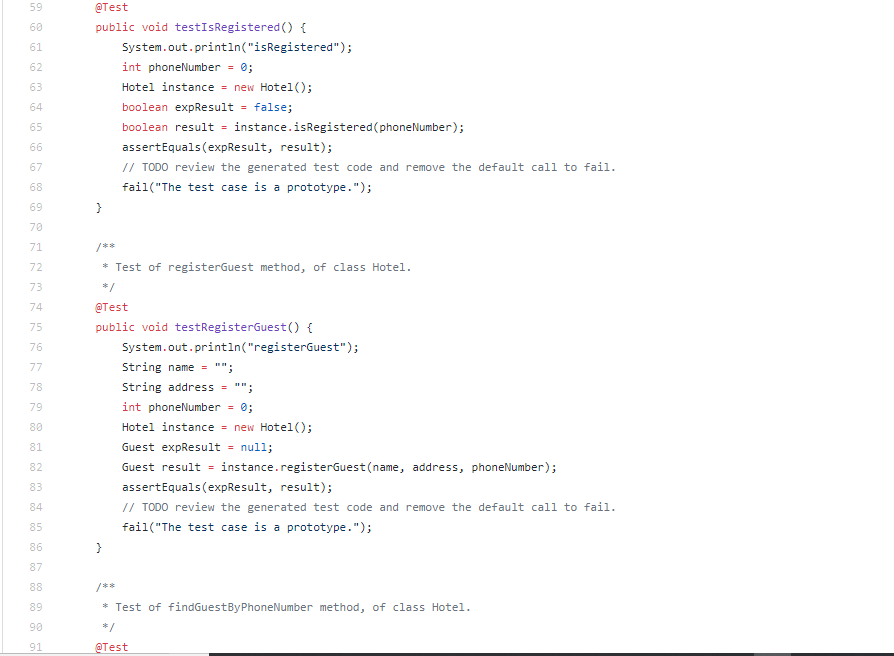 59 @Test
60 public void testIsRegistered() {
61 System.out.println("isRegistered");
62 int phoneNumber = 0;
63 Hotel instance = new Hotel();
64 boolean expResult = false;
65 boolean result = instance.isRegistered(phoneNumber);
66 assertEquals(expResult, result);
67 // TODO review the generated test code and remove the default call to fail.
68 fail("The test case is a prototype.");
69 }
70
71 /**
72 * Test of registerGuest method, of class Hotel.
73 */
74 @Test
75 public void testRegisterGuest() {
76 System.out.println("registerGuest");
77 String name = "";
78 String address = "";
79 int phoneNumber = 0;
80 Hotel instance = new Hotel();
81 Guest expResult = null;
82 Guest result = instance.registerGuest(name, address, phoneNumber);
83 assertEquals(expResult, result);
84 // TODO review the generated test code and remove the default call to fail.
85 fail("The test case is a prototype.");
86 }
87
88 /**
89 * Test of findGuestByPhoneNumber method, of class Hotel.
90 */
91 @Test